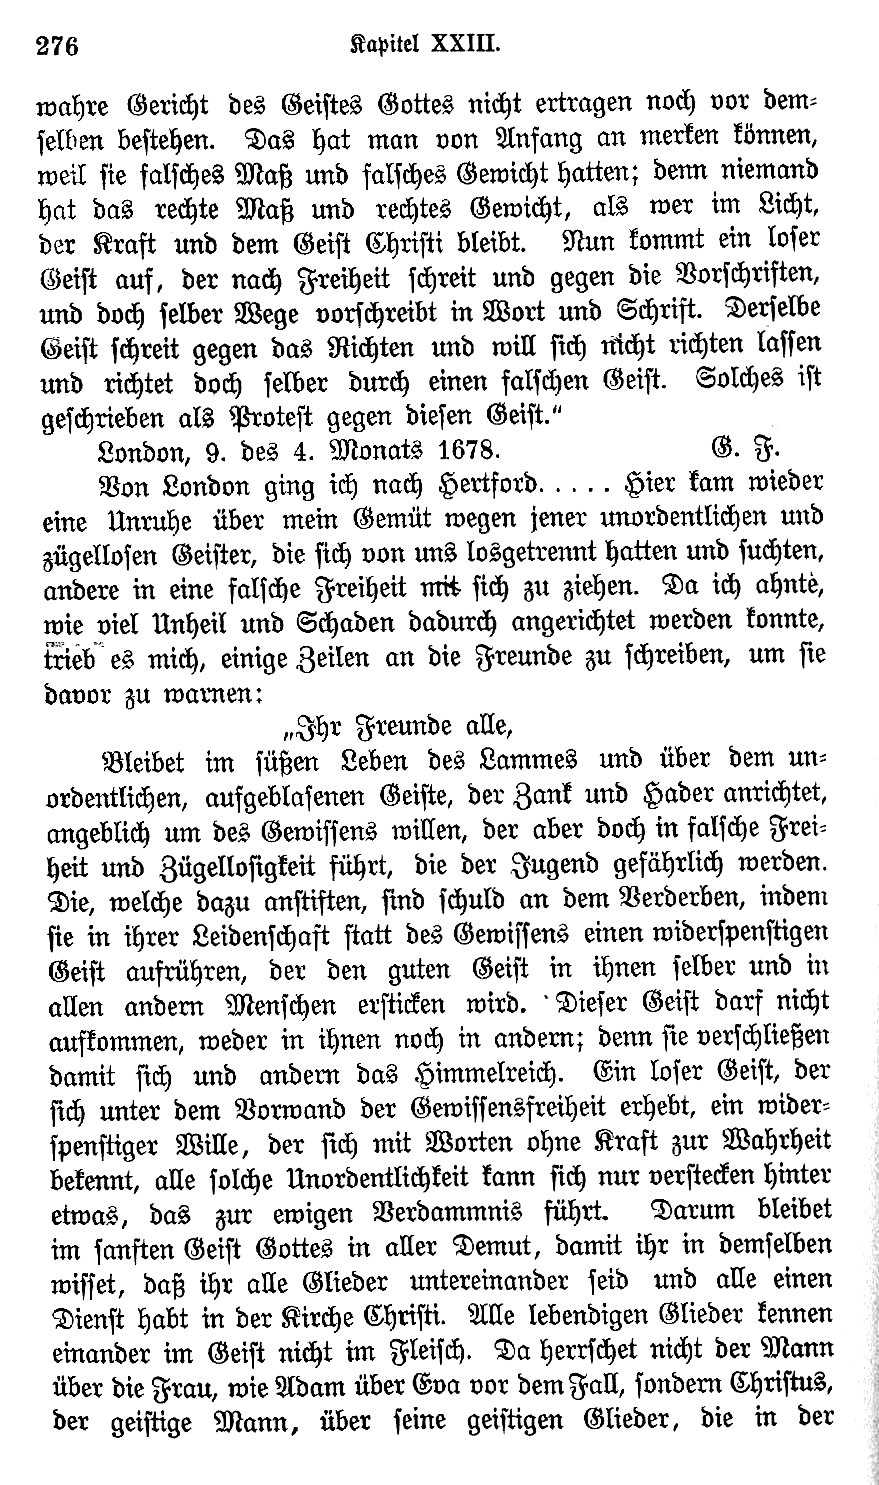 276 Kapitel XXIII.
wahre Gericht des Geistes Gottes nicht ertragen noch vor dem-
selben bestehen. Das hat man von Anfang an merken können,
weil sie falsches Maß und falsches Gewicht hatten; denn niemand
hat das rechte Maß und rechtes Gewicht, als wer im Licht,
der Kraft und dem Geist Christi bleibt. Nun kommt ein loser
Geist auf, der nach Freiheit schreit und gegen die Vorschriften,
und doch selber Wege vorschreibt in Wort und Schrift. Derselbe
Geist schreit gegen das Richten und will sich nicht richten lassen
und richtet doch selber durch einen falschen Geist. Solches ist
geschrieben als Protest gegen diesen Geist.“
London, 9. des 4. Monats 1678. G. F.
Von London ging ich nach Hertford..... Hier kam wieder
eine Unruhe über mein Gemüt wegen jener unordentlichen und
zügellosen Geister, die sich von uns losgetrennt hatten und suchten,
andere in eine falsche Freiheit mit sich zu ziehen. Da ich ahnte,
wie viel Unheil und Schaden dadurch angerichtet werden konnte,
trieb es mich, einige Zeilen an die Freunde zu schreiben, um sie
davor zu warnen:
„Ihr Freunde alle,
Bleibet im süßen Leben des Lammes und über dem un-
ordentlichen, aufgeblasenen Geiste, der Zank und Hader anrichtet,
angeblich um des Gewissens willen, der aber doch in falsche Frei-
heit und Zügellosigkeit führt, die der Jugend gefährlich werden.
Die, welche dazu anstiften, sind schuld an dem Verderben, indem
sie in ihrer Leidenschaft statt des Gewissens einen widerspenstigen
Geist aufrühren, der den guten Geist in ihnen selber und in
allen andern Menschen ersticken wird. Dieser Geist darf nicht
aufkommen, weder in ihnen noch in andern; denn sie verschließen
damit sich und andern das Himmelreich. Ein loser Geist, der
sich unter dem Vorwand der Gewissensfreiheit erhebt, ein wider-
spenstiger Wille, der sich mit Worten ohne Kraft zur Wahrheit
bekennt, alle solche Unordentlichkeit kann sich nur verstecken hinter
etwas, das zur ewigen Verdammnis führt. Darum bleibet
im sanften Geist Gottes in aller Demut, damit ihr in demselben
wisset, daß ihr alle Glieder untereinander seid und alle einen
Dienst habt in der Kirche Christi. Alle lebendigen Glieder kennen
einander im Geist nicht im Fleisch. Da herrschet nicht der Mann
über die Frau, wie Adam über Eva vor dem Fall, sondern Christus,
der geistige Mann, über seine geistigen Glieder, die in der